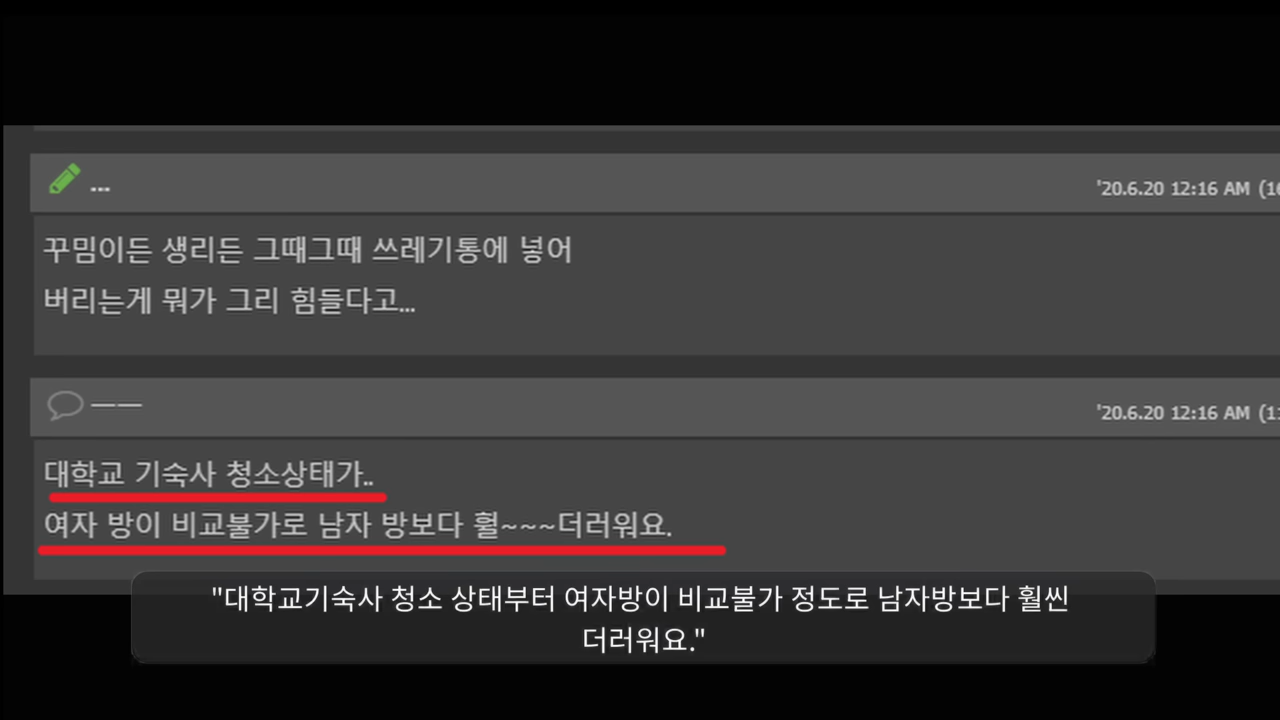 ...
'20.6.20 12:16 AM
꾸밈이든 생리든 그때그때 쓰레기통에 넣어
버리는게 뭐가 그리 힘들다고...
ㅡㅡ
'20.6.20 12:16 AM
대학교 기숙사 청소상태가..
여자 방이 비교불가로 남자 방보다 훨~~~더러워요.
"대학교기숙사 청소 상태부터 여자방이 비교불가 정도로 남자방보다 훨씬
더러워요."